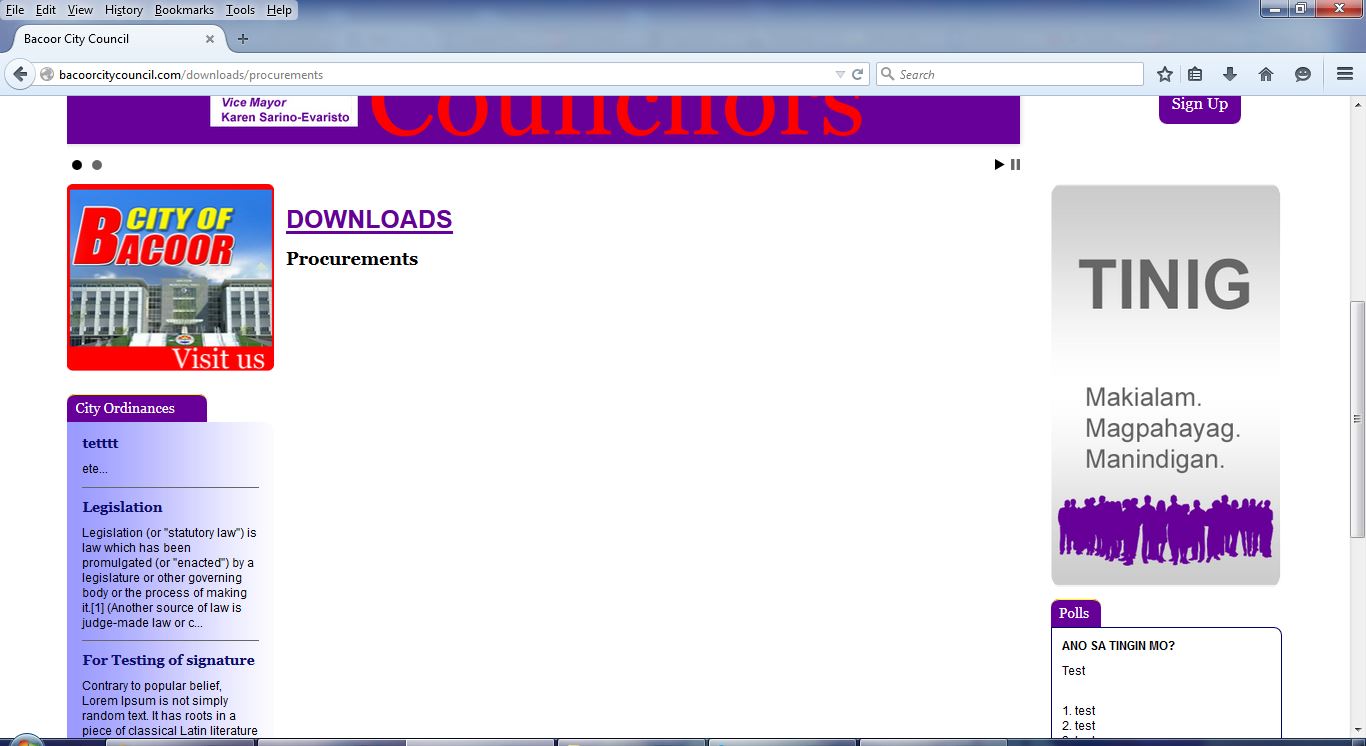 File Edit View History Bookmarks Tools Help
Bacoor City Council
bacoorcitycouncil.com/downloads/procurements
Search
Vice Mayor
Karen Sarino-Evaristo
Councilors
Sign Up
CITY OF
BACOOR
Visit us
DOWNLOADS
Procurements
City Ordinances
tetttt
ete...
Legislation
Legislation (or "statutory law") is
law which has been
promulgated (or "enacted") by a
legislature or other governing
body or the process of making
it.[1] (Another source of law is
judge-made law or c...
For Testing of signature
Contrary to popular belief,
Lorem Ipsum is not simply
random text. It has roots in a
piece of classical Latin literature
TINIG
Makialam.
Magpahayag.
Manindigan.
Polls
ANO SA TINGIN MO?
Test
1. test
2. test